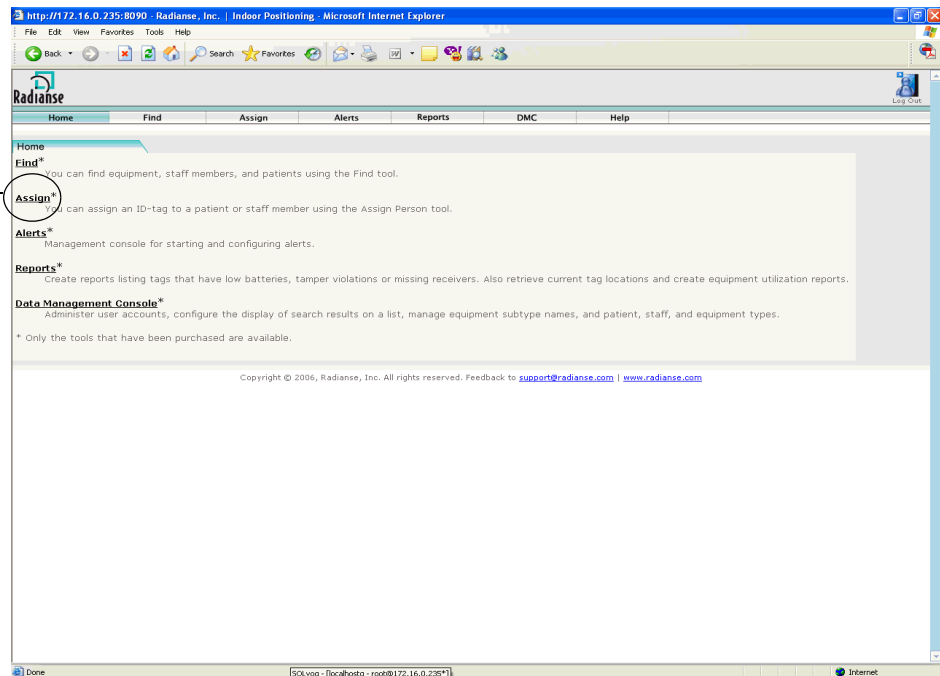 http://172.16.0.235:8090 - Radianse, Inc. | Indoor Positioning - Microsoft Internet Explorer
File Edit View Favorites Tools Help
Back Search Favorites
Radianse
Log Out
Home Find Assign Alerts Reports DMC Help
Home
Find*
You can find equipment, staff members, and patients using the Find tool.
Assign*
You can assign an ID-tag to a patient or staff member using the Assign Person tool.
Alerts*
Management console for starting and configuring alerts.
Reports*
Create reports listing tags that have low batteries, tamper violations or missing receivers. Also retrieve current tag locations and create equipment utilization reports.
Data Management Console*
Administer user accounts, configure the display of search results on a list, manage equipment subtype names, and patient, staff, and equipment types.
* Only the tools that have been purchased are available.
Copyright © 2006, Radianse, Inc. All rights reserved. Feedback to support@radianse.com | www.radianse.com
Done
SQLyog - [localhostg - root@172.16.0.235*]
Internet